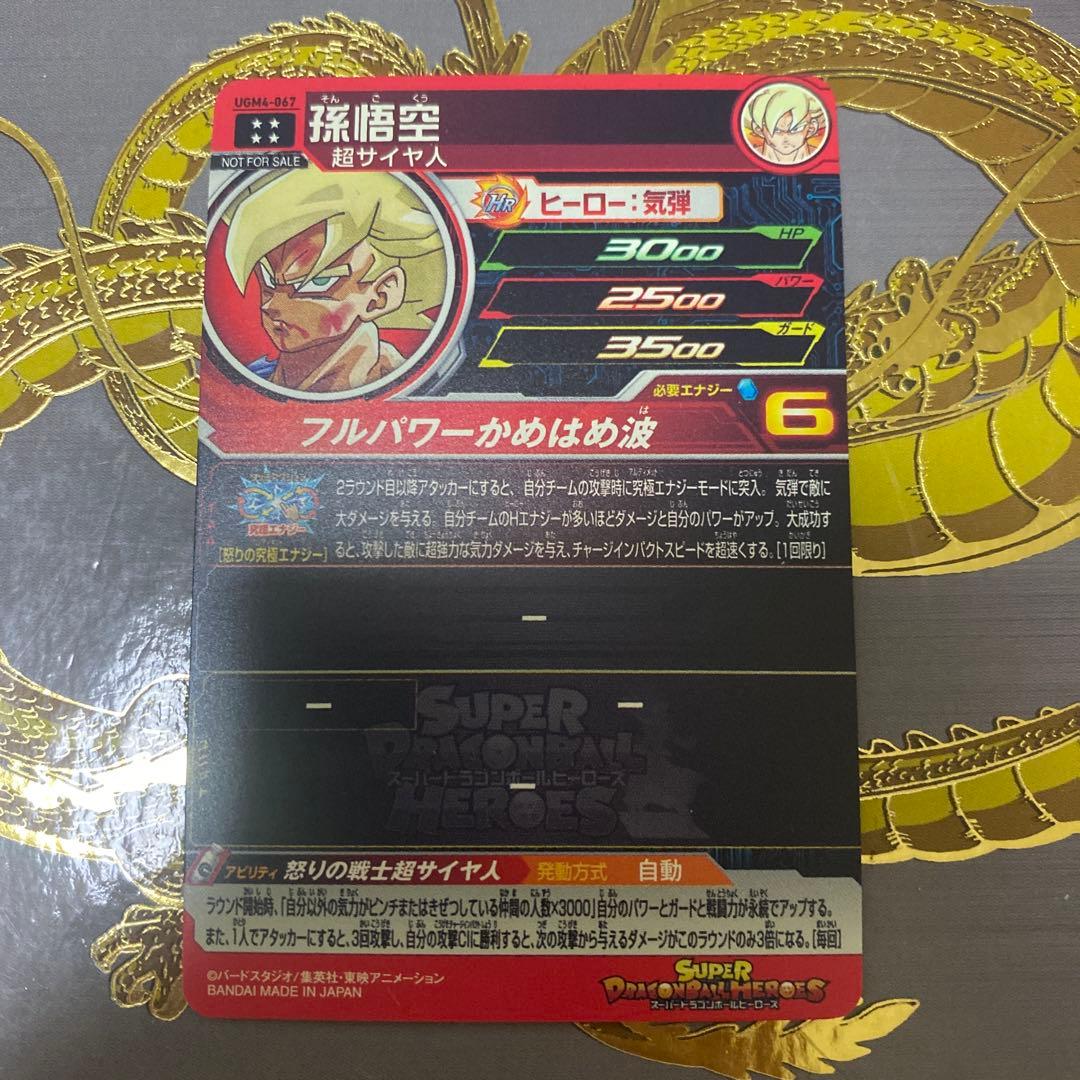 UGM4-067
そん ご くう
孫悟空
超サイヤ人
★★
★★
NOT FOR SALE
HR ヒーロー：気弾
HP
3000
パワー
2500
ガード
3500
必要エナジー 6
は
フルパワーかめはめ波
究極エナジー
[怒りの究極エナジー]
2ラウンド目以降アタッカーにすると、自分チームの攻撃時に究極エナジーモードに突入。気弾で敵に
大ダメージを与える。自分チームのHエナジーが多いほどダメージと自分のパワーがアップ。大成功す
ると、攻撃した敵に超強力な気力ダメージを与え、チャージインパクトスピードを超速くする。[1回限り]
ー
ー ー
ユニット
ー
SUPER
DRAGONBALL
スーパードラゴンボールヒーローズ
HEROES
アビリティ 怒りの戦士超サイヤ人 発動方式 自動
ラウンド開始時、「自分以外の気力がピンチまたはきぜつしている仲間の人数×3000」自分のパワーとガードと戦闘力が永続でアップする。
また、1人でアタッカーにすると、3回攻撃し、自分の攻撃CIに勝利すると、次の攻撃から与えるダメージがこのラウンドのみ3倍になる。[毎回]
©バードスタジオ/集英社・東映アニメーション
BANDAI MADE IN JAPAN
SUPER
DRAGONBALL HEROES
スーパードラゴンボールヒーローズ